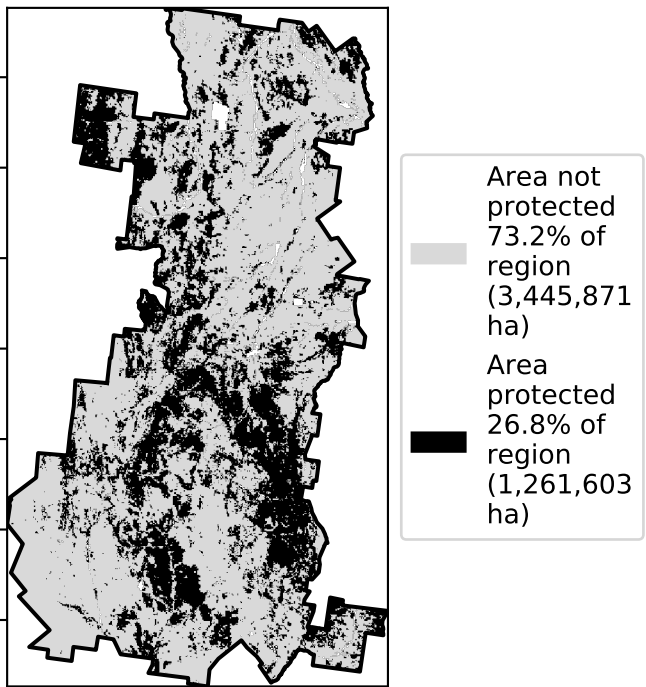 Area not
protected
73.2% of
region
(3,445,871
ha)
Area
protected
26.8% of
region
(1,261,603
ha)